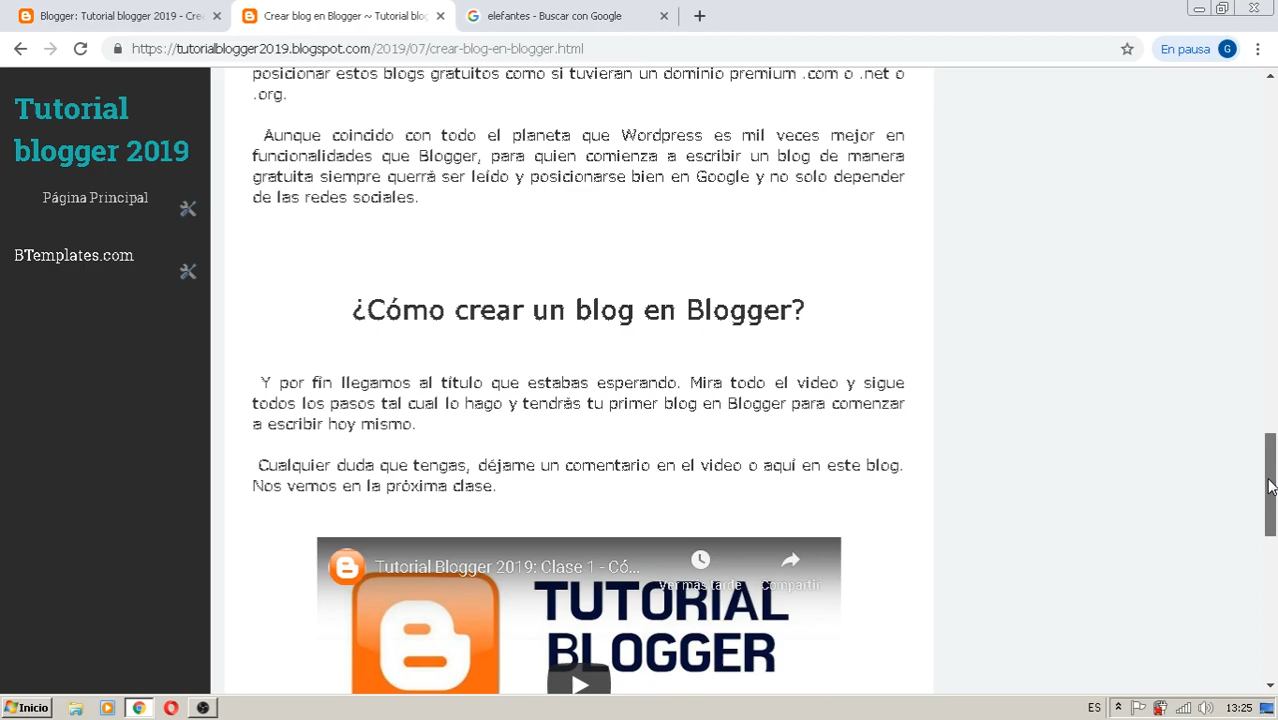 Blogger: Tutorial blogger 2019 - Cre
Crear blog en Blogger ~ Tutorial blo
elefantes - Buscar con Google
https://tutorialblogger2019.blogspot.com/2019/07/crear-blog-en-blogger.html
En pausa
G
Tutorial
blogger 2019
Página Principal
BTemplates.com
posicionar estos blogs gratuitos como si tuvieran un dominio premium .com o .net o
.org.
Aunque coincido con todo el planeta que Wordpress es mil veces mejor en
funcionalidades que Blogger, para quien comienza a escribir un blog de manera
gratuita siempre querrá ser leído y posicionarse bien en Google y no solo depender
de las redes sociales.
¿Cómo crear un blog en Blogger?
Y por fin llegamos al título que estabas esperando. Mira todo el video y sigue
todos los pasos tal cual lo hago y tendrás tu primer blog en Blogger para comenzar
a escribir hoy mismo.
Cualquier duda que tengas, déjame un comentario en el video o aquí en este blog.
Nos vemos en la próxima clase.
Tutorial Blogger 2019: Clase 1 - Có...
Ver más tarde
Compartir
TUTORIAL
BLOGGER
Inicio
ES
13:25